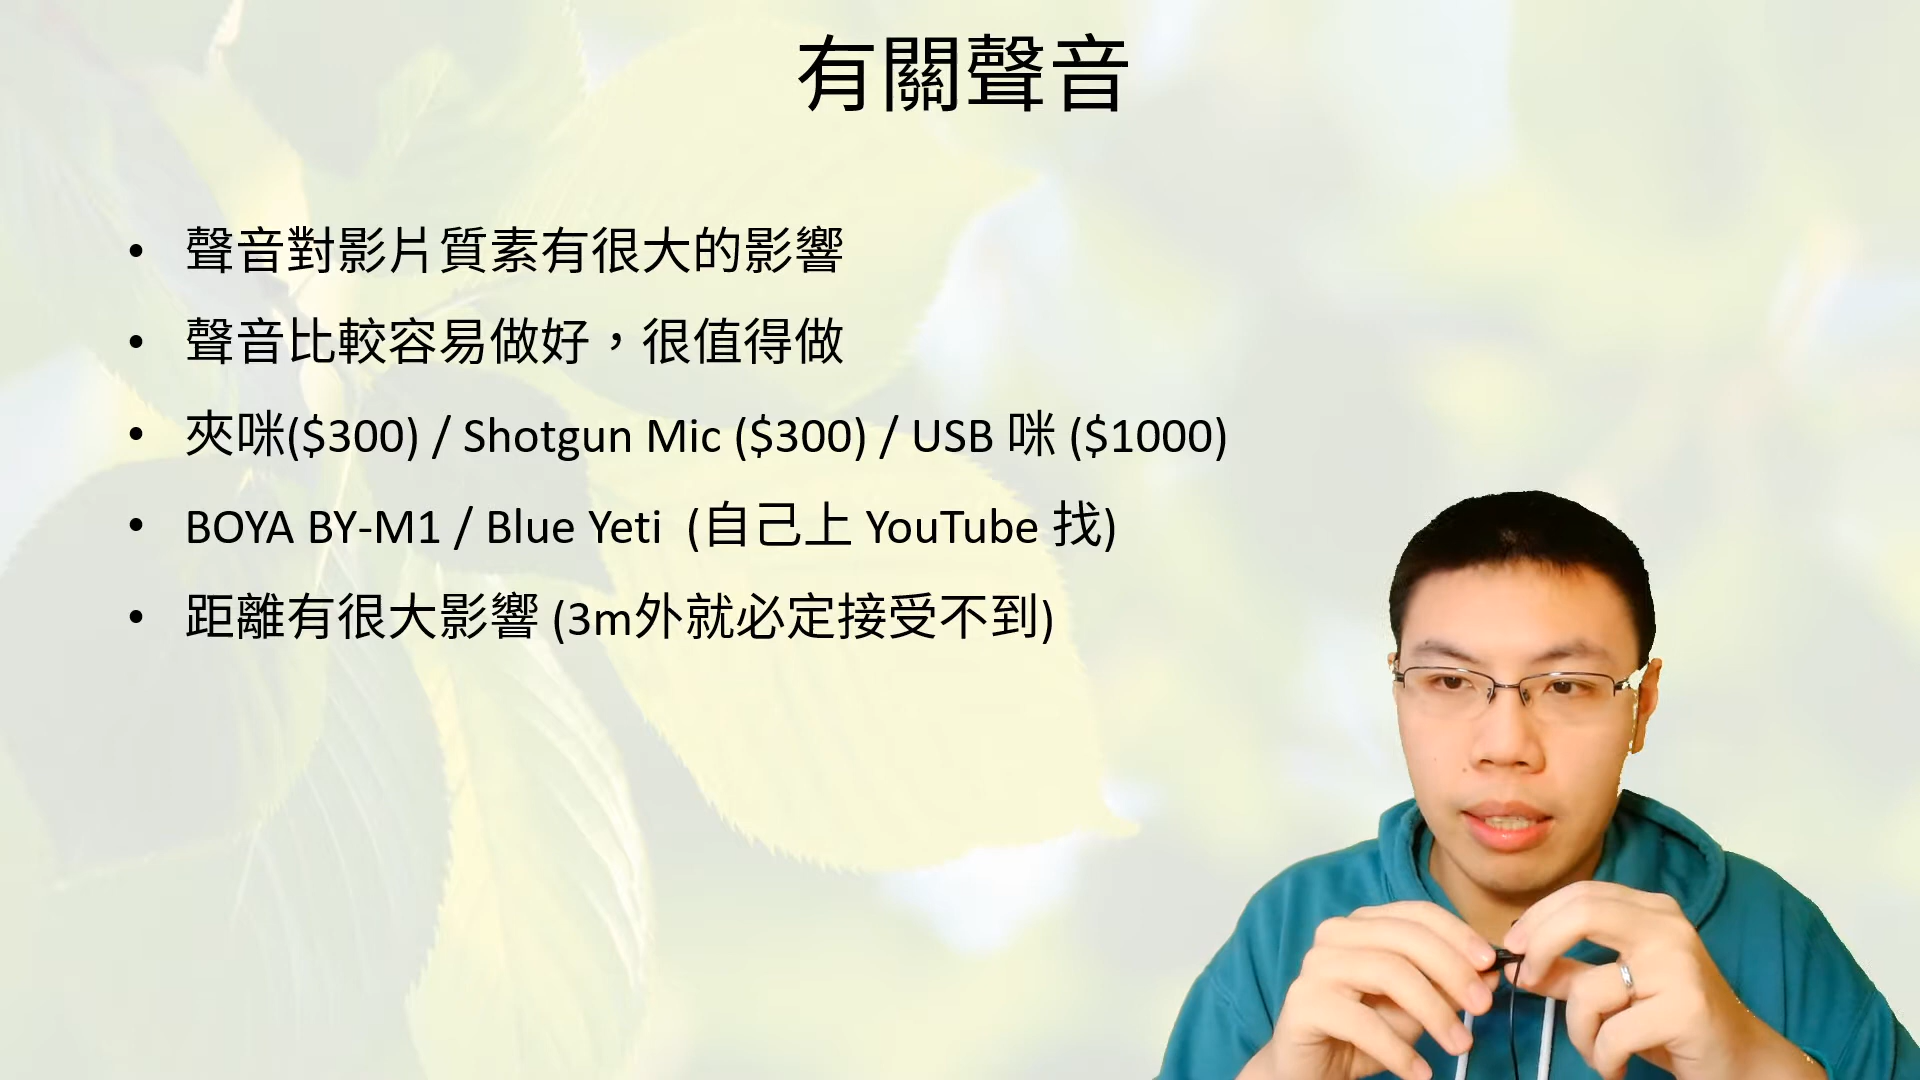 有關聲音
• 聲音對影片質素有很大的影響
• 聲音比較容易做好，很值得做
• 夾咪($300) / Shotgun Mic ($300) / USB 咪 ($1000)
• BOYA BY-M1 / Blue Yeti  (自己上 YouTube 找)
• 距離有很大影響 (3m外就必定接受不到)